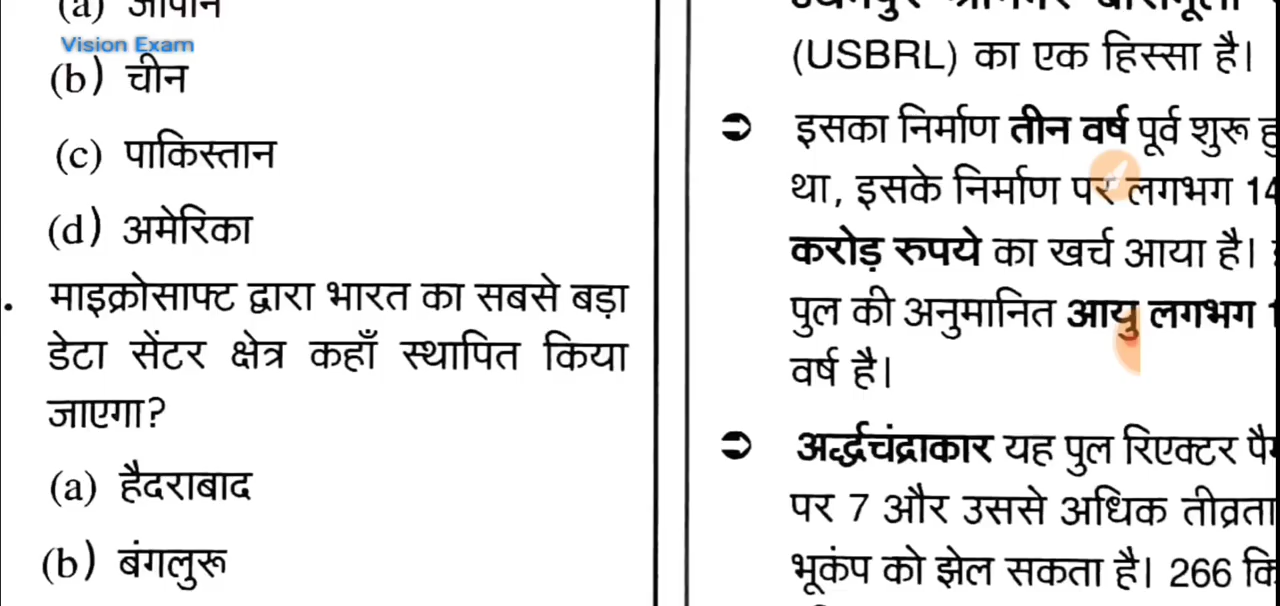 (a) जापान
Vision Exam
(b) चीन
(c) पाकिस्तान
(d) अमेरिका
. माइक्रोसाफ्ट द्वारा भारत का सबसे बड़ा
डेटा सेंटर क्षेत्र कहाँ स्थापित किया
जाएगा?
(a) हैदराबाद
(b) बंगलुरू
(USBRL) का एक हिस्सा है।
➲ इसका निर्माण तीन वर्ष पूर्व शुरू
था, इसके निर्माण पर लगभग 14
करोड़ रुपये का खर्च आया है।
पुल की अनुमानित आयु लगभग
वर्ष है।
➲ अर्द्धचंद्राकार यह पुल रिएक्टर
पर 7 और उससे अधिक तीव्रता
भूकंप को झेल सकता है। 266